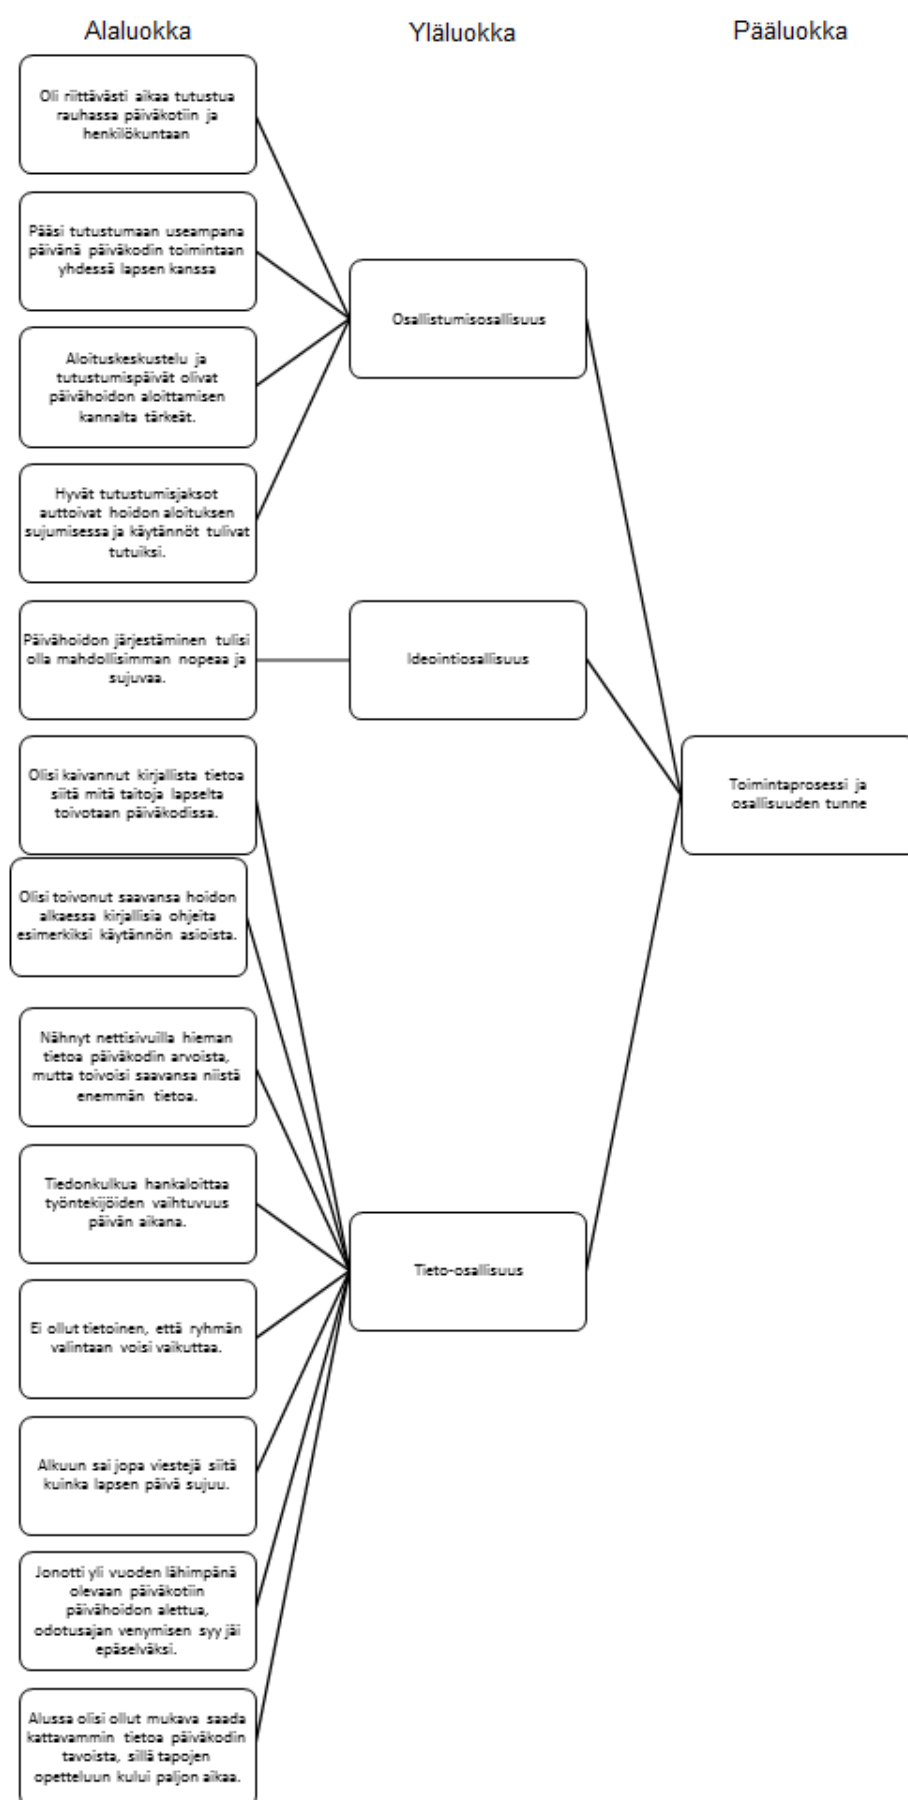 Alaluokka
Yläluokka
Pääluokka
Oli riittävästi aikaa tutustua
rauhassa päiväkotiin ja
henkilökuntaan
Pääsi tutustumaan useampana
päivänä päiväkodin toimintaan
yhdessä lapsen kanssa
Osallistumisosallisuus
Aloituskeskustelu ja
tutustumispäivät olivat
päivähoidon aloittamisen
kannalta tärkeät.
Hyvät tutustumisjaksot
auttoivat hoidon aloituksen
sujumisessa ja käytännöt tulivat
tutuiksi.
Päivähoidon järjestäminen tulisi
olla mahdollisimman nopeaa ja
sujuvaa.
Ideointiosallisuus
Olisi kaivannut kirjallista tietoa
siitä mitä taitoja lapselta
toivotaan päiväkodissa.
Toimintaprosessi ja
osallisuuden tunne
Olisi toivonut saavansa hoidon
alkaessa kirjallisia ohjeita
esimerkiksi käytännön asioista.
Nähnyt nettisivuilla hieman
tietoa päiväkodin arvoista,
mutta toivoisi saavansa niistä
enemmän tietoa.
Tiedonkulkua hankaloittaa
työntekijöiden vaihtuvuus
päivän aikana.
Tieto-osallisuus
Ei ollut tietoinen, että ryhmän
valintaan voisi vaikuttaa.
Alkuun sai jopa viestejä siitä
kuinka lapsen päivä sujuu.
Jonotti yli vuoden lähimpänä
olevaan päiväkotiin
päivähoidon alettua,
odotusajan venymisen syy jäi
epäselväksi.
Alussa olisi ollut mukava saada
kattavammin tietoa päiväkodin
tavoista, sillä tapojen
opetteluun kului paljon aikaa.